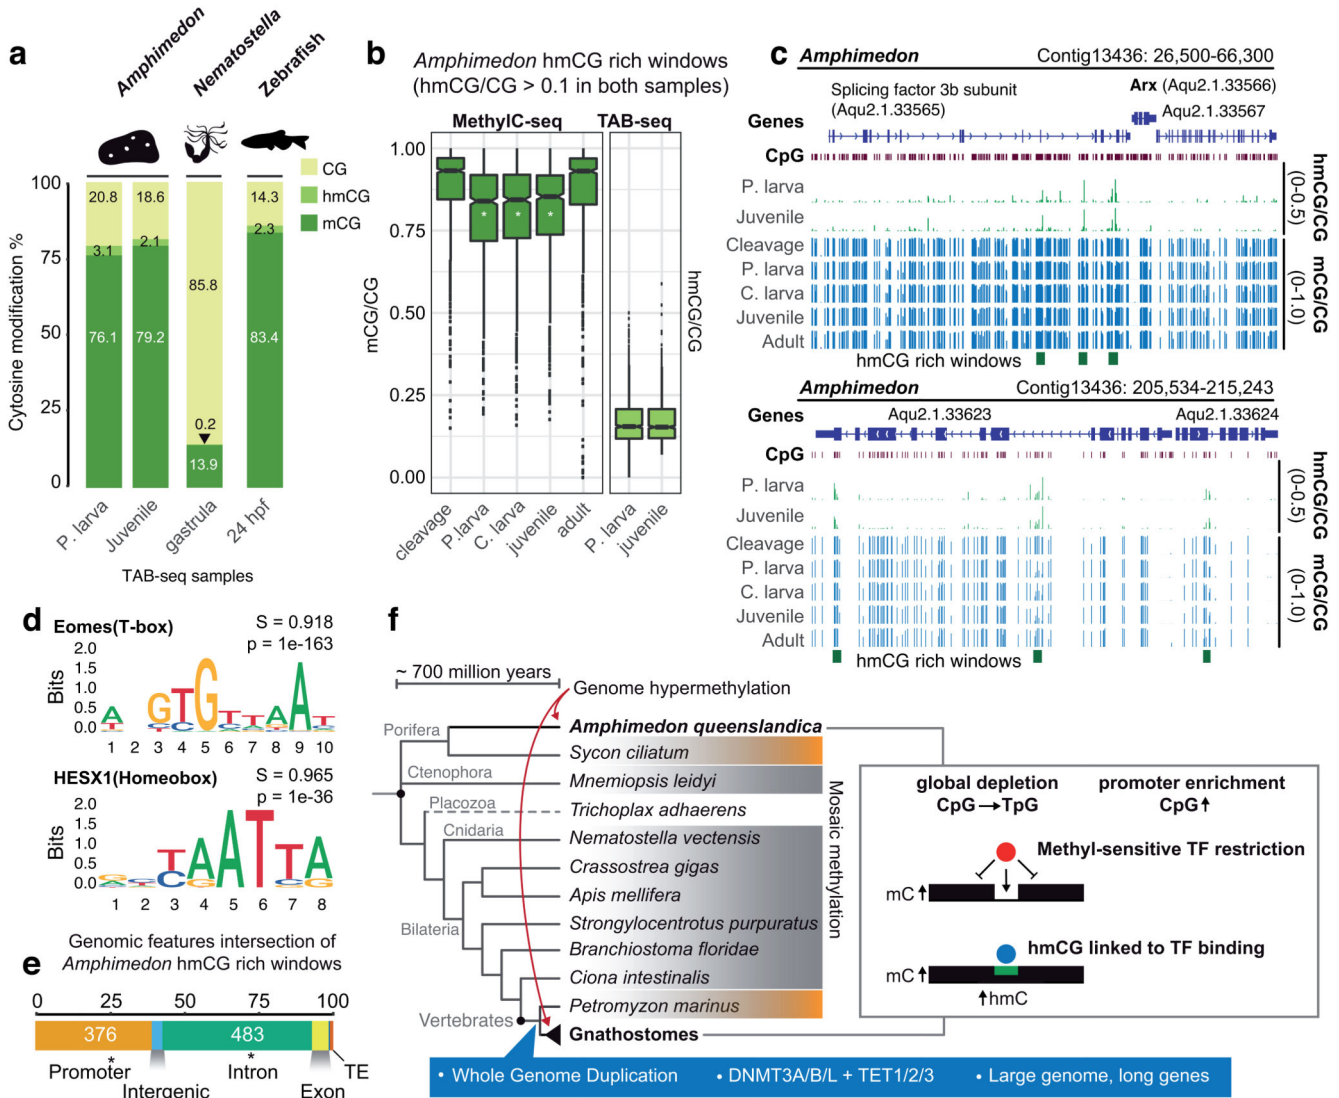 a
Amphimedon
Nematostella
Zebrafish
CG
hmCG
mCG
Cytosine modification %
100
75
50
25
0
20.8
3.1
76.1
18.6
2.1
79.2
85.8
0.2
13.9
14.3
2.3
83.4
P. larva
Juvenile
gastrula
24 hpf
TAB-seq samples
b
Amphimedon hmCG rich windows
(hmCG/CG > 0.1 in both samples)
MethylC-seq
TAB-seq
mCG/CG
1.00
0.75
0.50
0.25
0.00
*
*
*
hmCG/CG
cleavage
P.larva
C. larva
juvenile
adult
P. larva
juvenile
c
Amphimedon Contig13436: 26,500-66,300
Splicing factor 3b subunit
(Aqu2.1.33565)
Arx (Aqu2.1.33566)
Aqu2.1.33567
Genes
CpG
P. larva
Juvenile
Cleavage
P. larva
C. larva
Juvenile
Adult
hmCG rich windows
hmCG/CG
(0-0.5)
mCG/CG
(0-1.0)
Amphimedon Contig13436: 205,534-215,243
Genes
Aqu2.1.33623
Aqu2.1.33624
CpG
P. larva
Juvenile
Cleavage
P. larva
C. larva
Juvenile
Adult
hmCG rich windows
hmCG/CG
(0-0.5)
mCG/CG
(0-1.0)
d
Eomes(T-box)
S = 0.918
p = 1e-163
Bits
2.0
1.5
1.0
0.5
0.0
1 2 3 4 5 6 7 8 9 10
HESX1(Homeobox)
S = 0.965
p = 1e-36
Bits
2.0
1.5
1.0
0.5
0.0
1 2 3 4 5 6 7 8
e
Genomic features intersection of
Amphimedon hmCG rich windows
0 25 50 75 100
376
483
*
*
Promoter
Intergenic
Intron
Exon
TE
f
~ 700 million years
Genome hypermethylation
Porifera
Ctenophora
Placozoa
Cnidaria
Bilateria
Vertebrates
Amphimedon queenslandica
Sycon ciliatum
Mnemiopsis leidyi
Trichoplax adhaerens
Nematostella vectensis
Crassostrea gigas
Apis mellifera
Strongylocentrotus purpuratus
Branchiostoma floridae
Ciona intestinalis
Petromyzon marinus
Gnathostomes
Mosaic methylation
global depletion
CpG→TpG
promoter enrichment
CpG↑
Methyl-sensitive TF restriction
mC↑
hmCG linked to TF binding
mC↑
↑hmC
• Whole Genome Duplication • DNMT3A/B/L + TET1/2/3 • Large genome, long genes